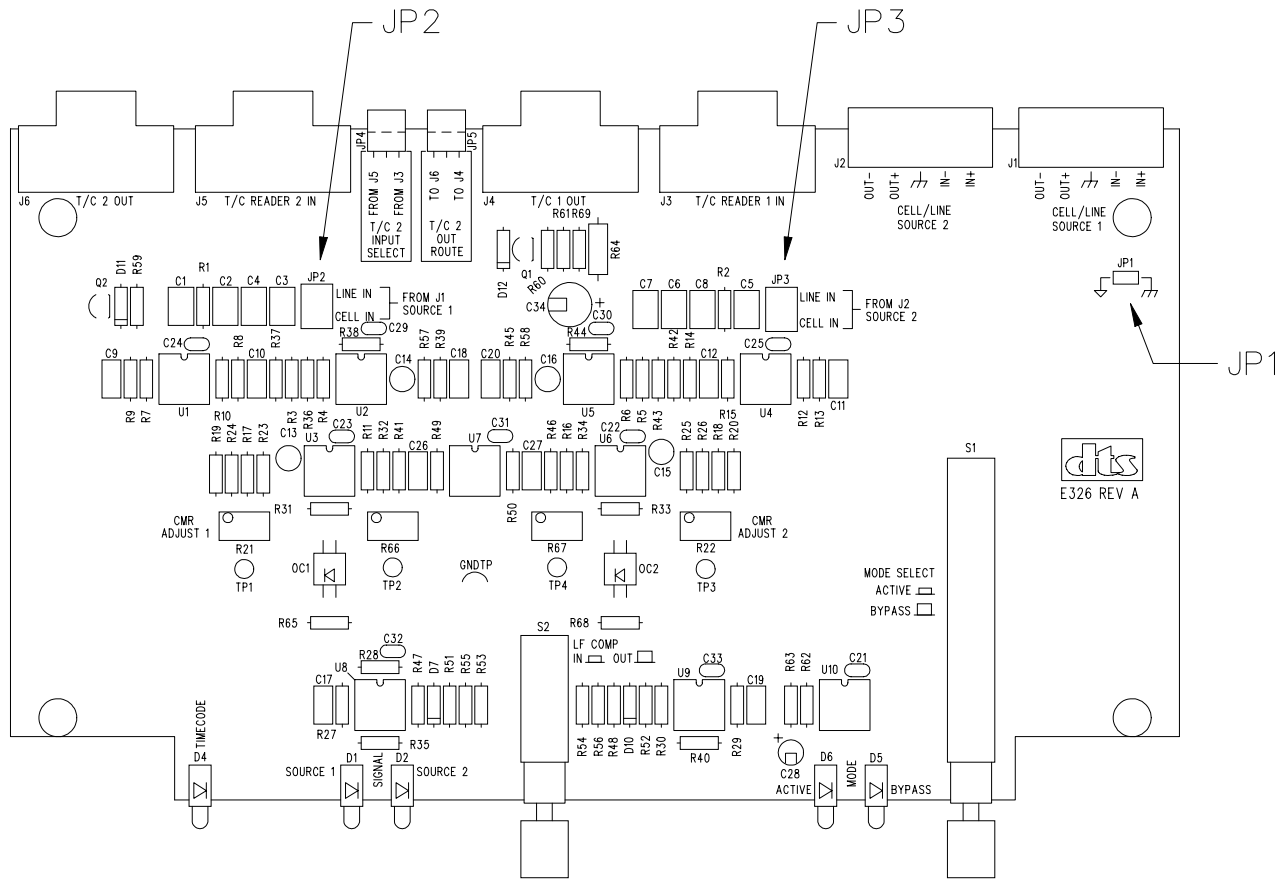 JP2
JP3
J6
T/C 2 OUT
J5
T/C READER 2 IN
JP4
FROM J5
FROM J3
T/C 2
INPUT
SELECT
JP5
TO J6
TO J4
T/C 2
OUT
ROUTE
J4
T/C 1 OUT
J3
T/C READER 1 IN
J2
OUT-
OUT+
IN-
IN+
CELL/LINE
SOURCE 2
J1
OUT-
OUT+
IN-
IN+
CELL/LINE
SOURCE 1
JP1
JP1
Q2
D11
R59
C1
R1
C2
C4
C3
JP2
LINE IN
CELL IN
FROM J1
SOURCE 1
D12
Q1
R60
R61
R69
R64
C34
+
C7
C6
C8
R2
C5
JP3
LINE IN
CELL IN
FROM J2
SOURCE 2
C9
R9
R7
C24
U1
R10
R8
C10
R37
R3
R36
R4
R38
C29
U2
C14
R57
R39
C18
C20
R45
R58
C16
R44
C30
U5
R6
R5
R42
R14
C12
R15
C25
U4
R12
R13
C11
R19
R24
R17
R23
C13
U3
C23
R11
R32
R41
C26
R49
U7
C31
R50
C27
R46
R16
R34
C22
U6
R43
C15
R25
R26
R18
R20
S1
dts
E326 REV A
CMR
ADJUST 1
R21
R31
R66
R67
R33
R22
CMR
ADJUST 2
TP1
OC1
TP2
GNDTP
TP4
OC2
TP3
MODE SELECT
ACTIVE
BYPASS
R65
R68
S2
LF COMP
IN
OUT
C17
R27
U8
R28
C32
R35
R47
D7
R51
R55
R53
R54
R56
R48
D10
R52
R30
U9
C33
R40
R29
C19
R63
R62
U10
C21
+
C28
D4
TIMECODE
SOURCE 1
D1
SIGNAL
D2
SOURCE 2
ACTIVE
D6
MODE
D5
BYPASS